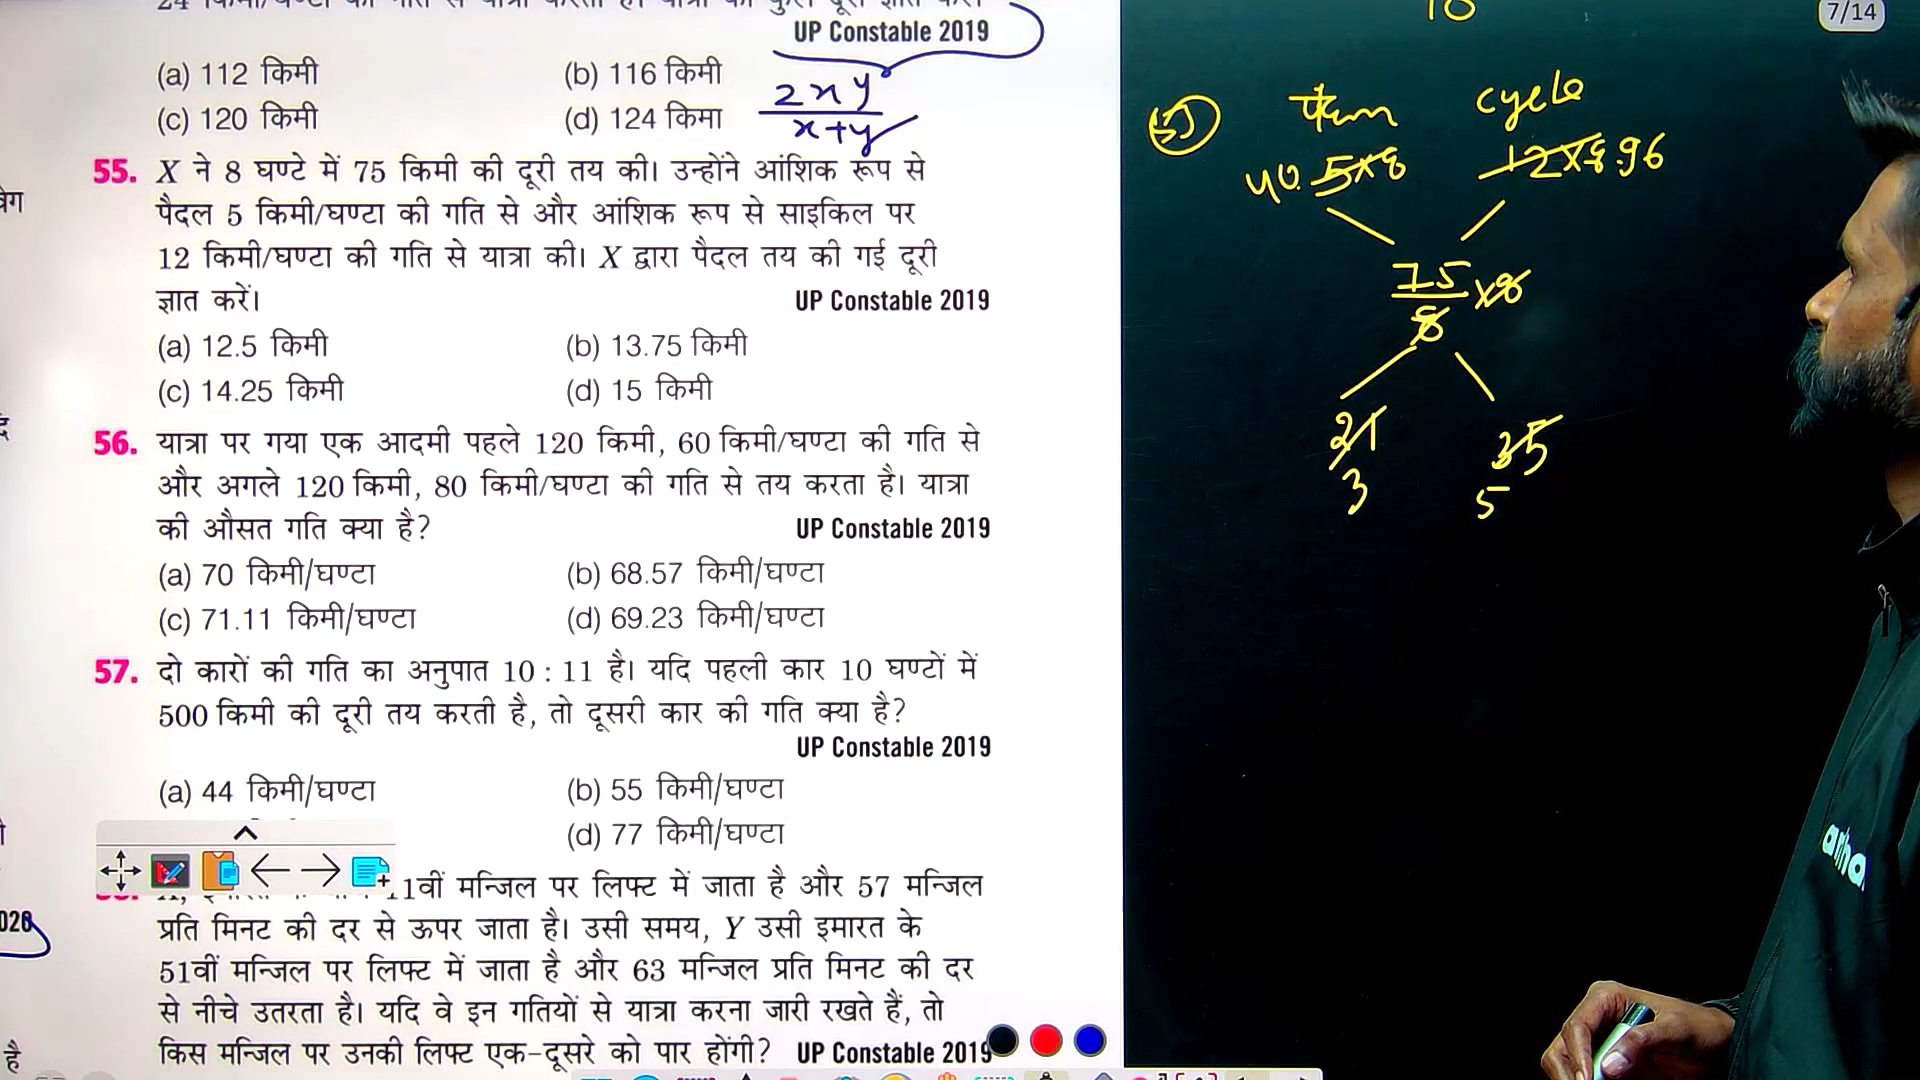 UP Constable 2019
(a) 112 किमी (b) 116 किमी
(c) 120 किमी (d) 124 किमा
2xy
x+y
55. X ने 8 घण्टे में 75 किमी की दूरी तय की। उन्होंने आंशिक रूप से
पैदल 5 किमी/घण्टा की गति से और आंशिक रूप से साइकिल पर
12 किमी/घण्टा की गति से यात्रा की। X द्वारा पैदल तय की गई दूरी
ज्ञात करें। UP Constable 2019
(a) 12.5 किमी (b) 13.75 किमी
(c) 14.25 किमी (d) 15 किमी
56. यात्रा पर गया एक आदमी पहले 120 किमी, 60 किमी/घण्टा की गति से
और अगले 120 किमी, 80 किमी/घण्टा की गति से तय करता है। यात्रा
की औसत गति क्या है? UP Constable 2019
(a) 70 किमी/घण्टा (b) 68.57 किमी/घण्टा
(c) 71.11 किमी/घण्टा (d) 69.23 किमी/घण्टा
57. दो कारों की गति का अनुपात 10 : 11 है। यदि पहली कार 10 घण्टों में
500 किमी की दूरी तय करती है, तो दूसरी कार की गति क्या है?
UP Constable 2019
(a) 44 किमी/घण्टा (b) 55 किमी/घण्टा
(d) 77 किमी/घण्टा
11वीं मन्जिल पर लिफ्ट में जाता है और 57 मन्जिल
प्रति मिनट की दर से ऊपर जाता है। उसी समय, Y उसी इमारत के
51वीं मन्जिल पर लिफ्ट में जाता है और 63 मन्जिल प्रति मिनट की दर
से नीचे उतरता है। यदि वे इन गतियों से यात्रा करना जारी रखते हैं, तो
किस मन्जिल पर उनकी लिफ्ट एक-दूसरे को पार होंगी? UP Constable 2019
है
7/14
cycle
40 5x8 12x8 96
75
8 x8
21 35
3 5